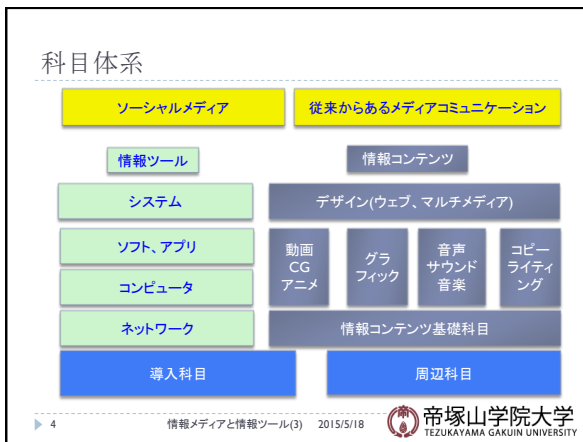 科目体系
ソーシャルメディア
従来からあるメディアコミュニケーション
情報ツール
情報コンテンツ
システム
デザイン(ウェブ、マルチメディア)
ソフト、アプリ
コンピュータ
動画
CG
アニメ
グラ
フィック
音声
サウンド
音楽
コピー
ライティ
ング
ネットワーク
情報コンテンツ基礎科目
導入科目
周辺科目
4
情報メディアと情報ツール(3)
2015/5/18
帝塚山学院大学
TEZUKAYAMA GAKUIN UNIVERSITY